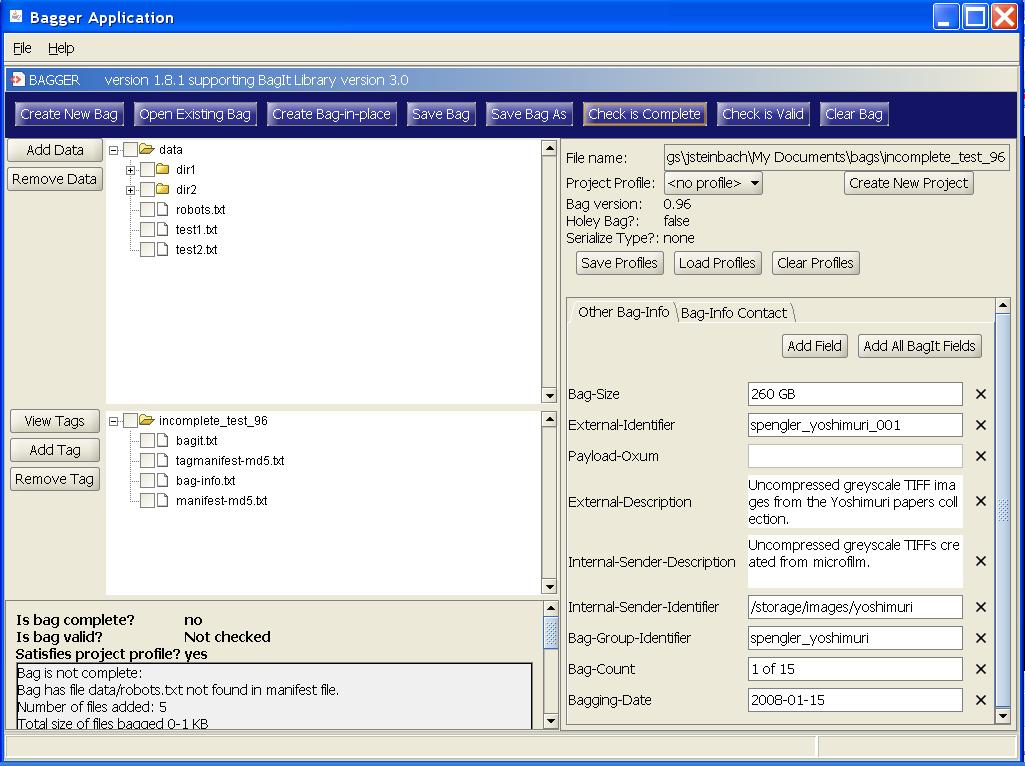 Bagger Application
File Help
BAGGER version 1.8.1 supporting BagIt Library version 3.0
Create New Bag Open Existing Bag Create Bag-in-place Save Bag Save Bag As Check is Complete Check is Valid Clear Bag
Add Data
Remove Data
data
dir1
dir2
robots.txt
test1.txt
test2.txt
View Tags
Add Tag
Remove Tag
incomplete_test_96
bagit.txt
tagmanifest-md5.txt
bag-info.txt
manifest-md5.txt
Is bag complete? no
Is bag valid? Not checked
Satisfies project profile? yes
Bag is not complete:
Bag has file data/robots.txt not found in manifest file.
Number of files added: 5
Total size of files bagged 0-1 KB
File name: gs\jsteinbach\My Documents\bags\incomplete_test_96
Project Profile: <no profile> Create New Project
Bag version: 0.96
Holey Bag?: false
Serialize Type?: none
Save Profiles Load Profiles Clear Profiles
Other Bag-Info Bag-Info Contact
Add Field Add All BagIt Fields
Bag-Size 260 GB
External-Identifier spengler_yoshimuri_001
Payload-Oxum
External-Description Uncompressed greyscale TIFF ima
ges from the Yoshimuri papers coll
ection.
Internal-Sender-Description Uncompressed greyscale TIFFs cre
ated from microfilm.
Internal-Sender-Identifier /storage/images/yoshimuri
Bag-Group-Identifier spengler_yoshimuri
Bag-Count 1 of 15
Bagging-Date 2008-01-15